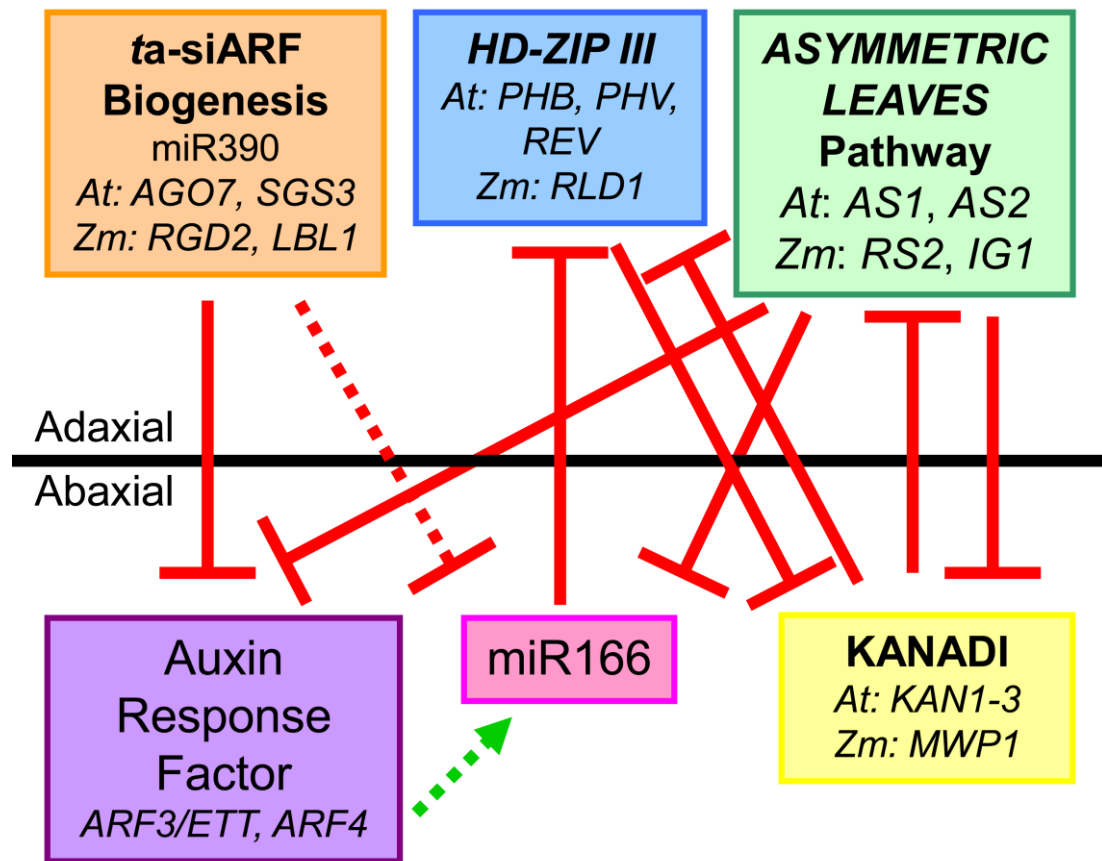 ta-siARF
Biogenesis
miR390
At: AGO7, SGS3
Zm: RGD2, LBL1
HD-ZIP III
At: PHB, PHV,
REV
Zm: RLD1
ASYMMETRIC
LEAVES
Pathway
At: AS1, AS2
Zm: RS2, IG1
Adaxial
Abaxial
Auxin
Response
Factor
ARF3/ETT, ARF4
miR166
KANADI
At: KAN1-3
Zm: MWP1